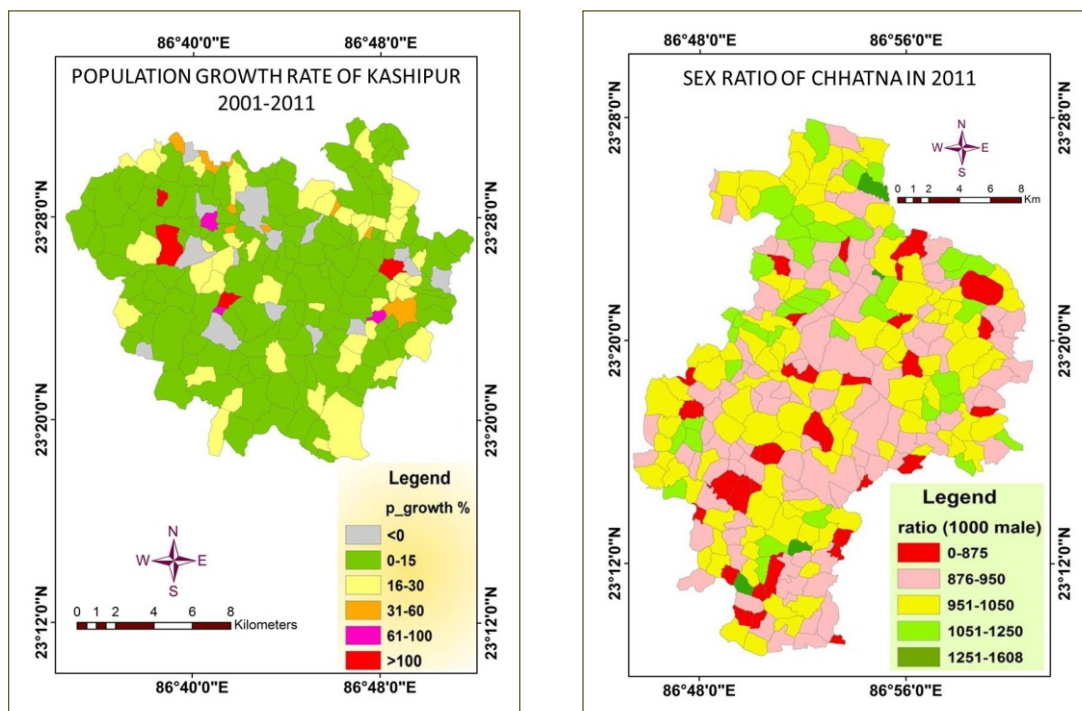 86°40'0"E 86°48'0"E
POPULATION GROWTH RATE OF KASHIPUR
2001-2011
23°28'0"N 23°28'0"N
23°20'0"N 23°20'0"N
23°12'0"N 23°12'0"N
Legend
p_growth %
<0
0-15
16-30
31-60
61-100
>100
N
W E
S
0 1 2 4 6 8
Kilometers
86°40'0"E 86°48'0"E
86°48'0"E 86°56'0"E
SEX RATIO OF CHHATNA IN 2011
23°28'0"N 23°28'0"N
N
W E
S
0 1 2 4 6 8
Km
23°20'0"N 23°20'0"N
23°12'0"N 23°12'0"N
Legend
ratio (1000 male)
0-875
876-950
951-1050
1051-1250
1251-1608
86°48'0"E 86°56'0"E